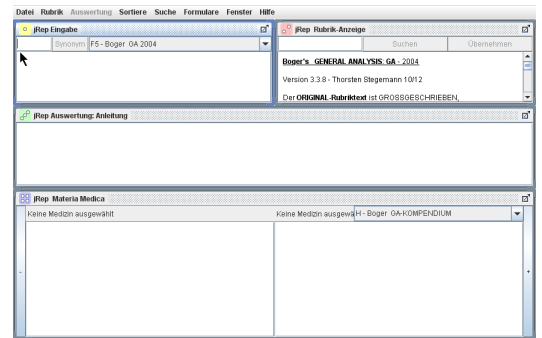 Datei Rubrik Auswertung Sortiere Suche Formulare Fenster Hilfe
jRep Eingabe
Synonym F5 - Boger GA 2004
jRep Rubrik-Anzeige
Suchen Übernehmen
Boger's GENERAL ANALYSIS: GA - 2004
Version 3.3.8 - Thorsten Stegemann 10/12
Der ORIGINAL-Rubriktext ist GROSSGESCHRIEBEN,
jRep Auswertung: Anleitung
jRep Materia Medica
Keine Medizin ausgewählt
Keine Medizin ausgewä H - Boger GA-KOMPENDIUM
- +